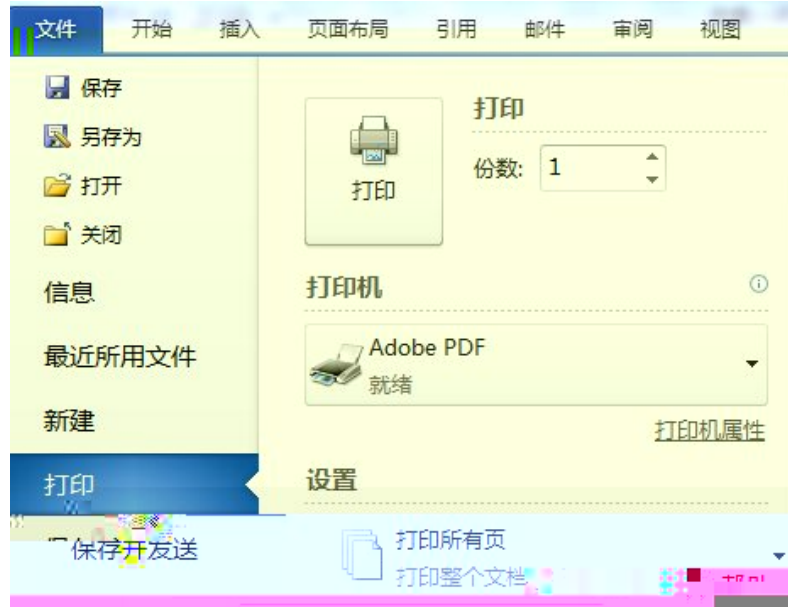 文件 开始 插入 页面布局 引用 邮件 审阅 视图
保存
另存为
打开
关闭
信息
最近所用文件
新建
打印
保存并发送
打印
打印
份数: 1
打印机
Adobe PDF
就绪
打印机属性
设置
打印所有页
打印整个文档